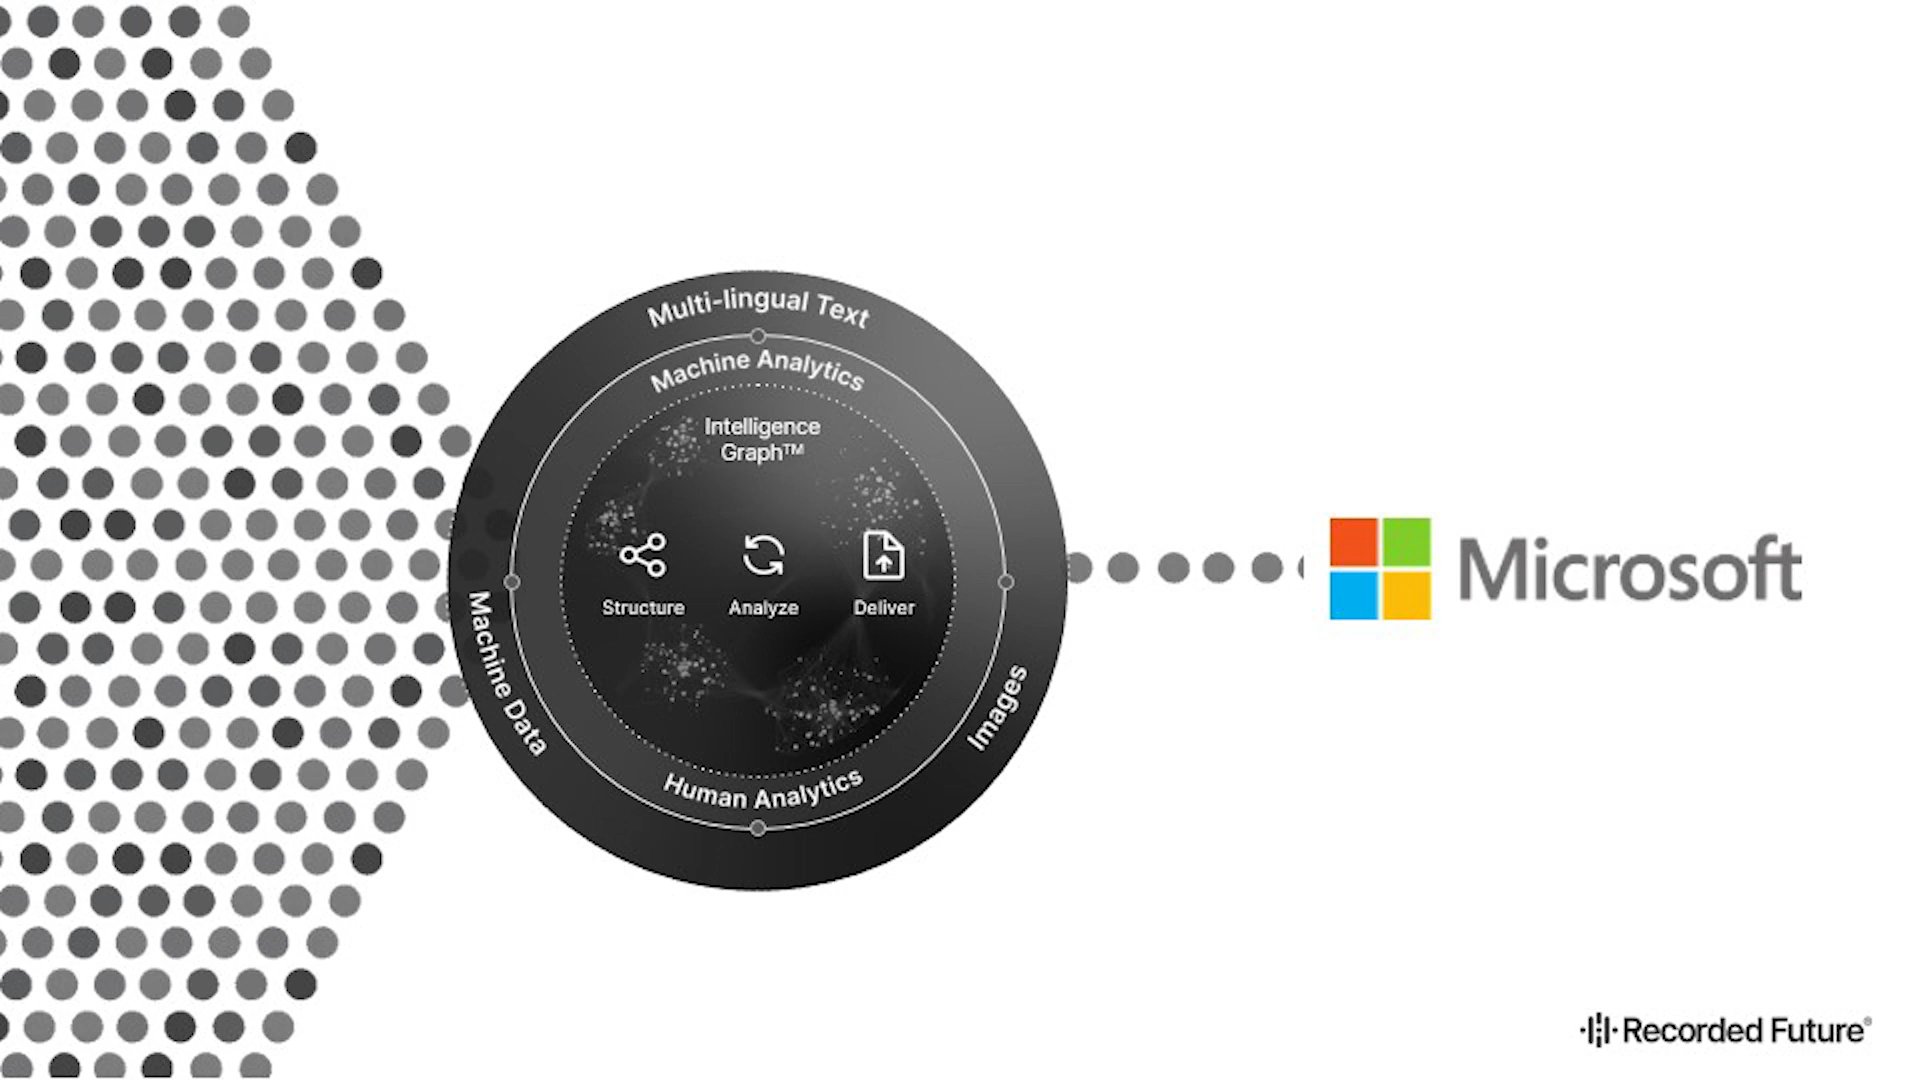 Multi-lingual Text
Machine Analytics
Intelligence
Graph™
Structure
Analyze
Deliver
Machine Data
Images
Human Analytics
Microsoft
Recorded Future®